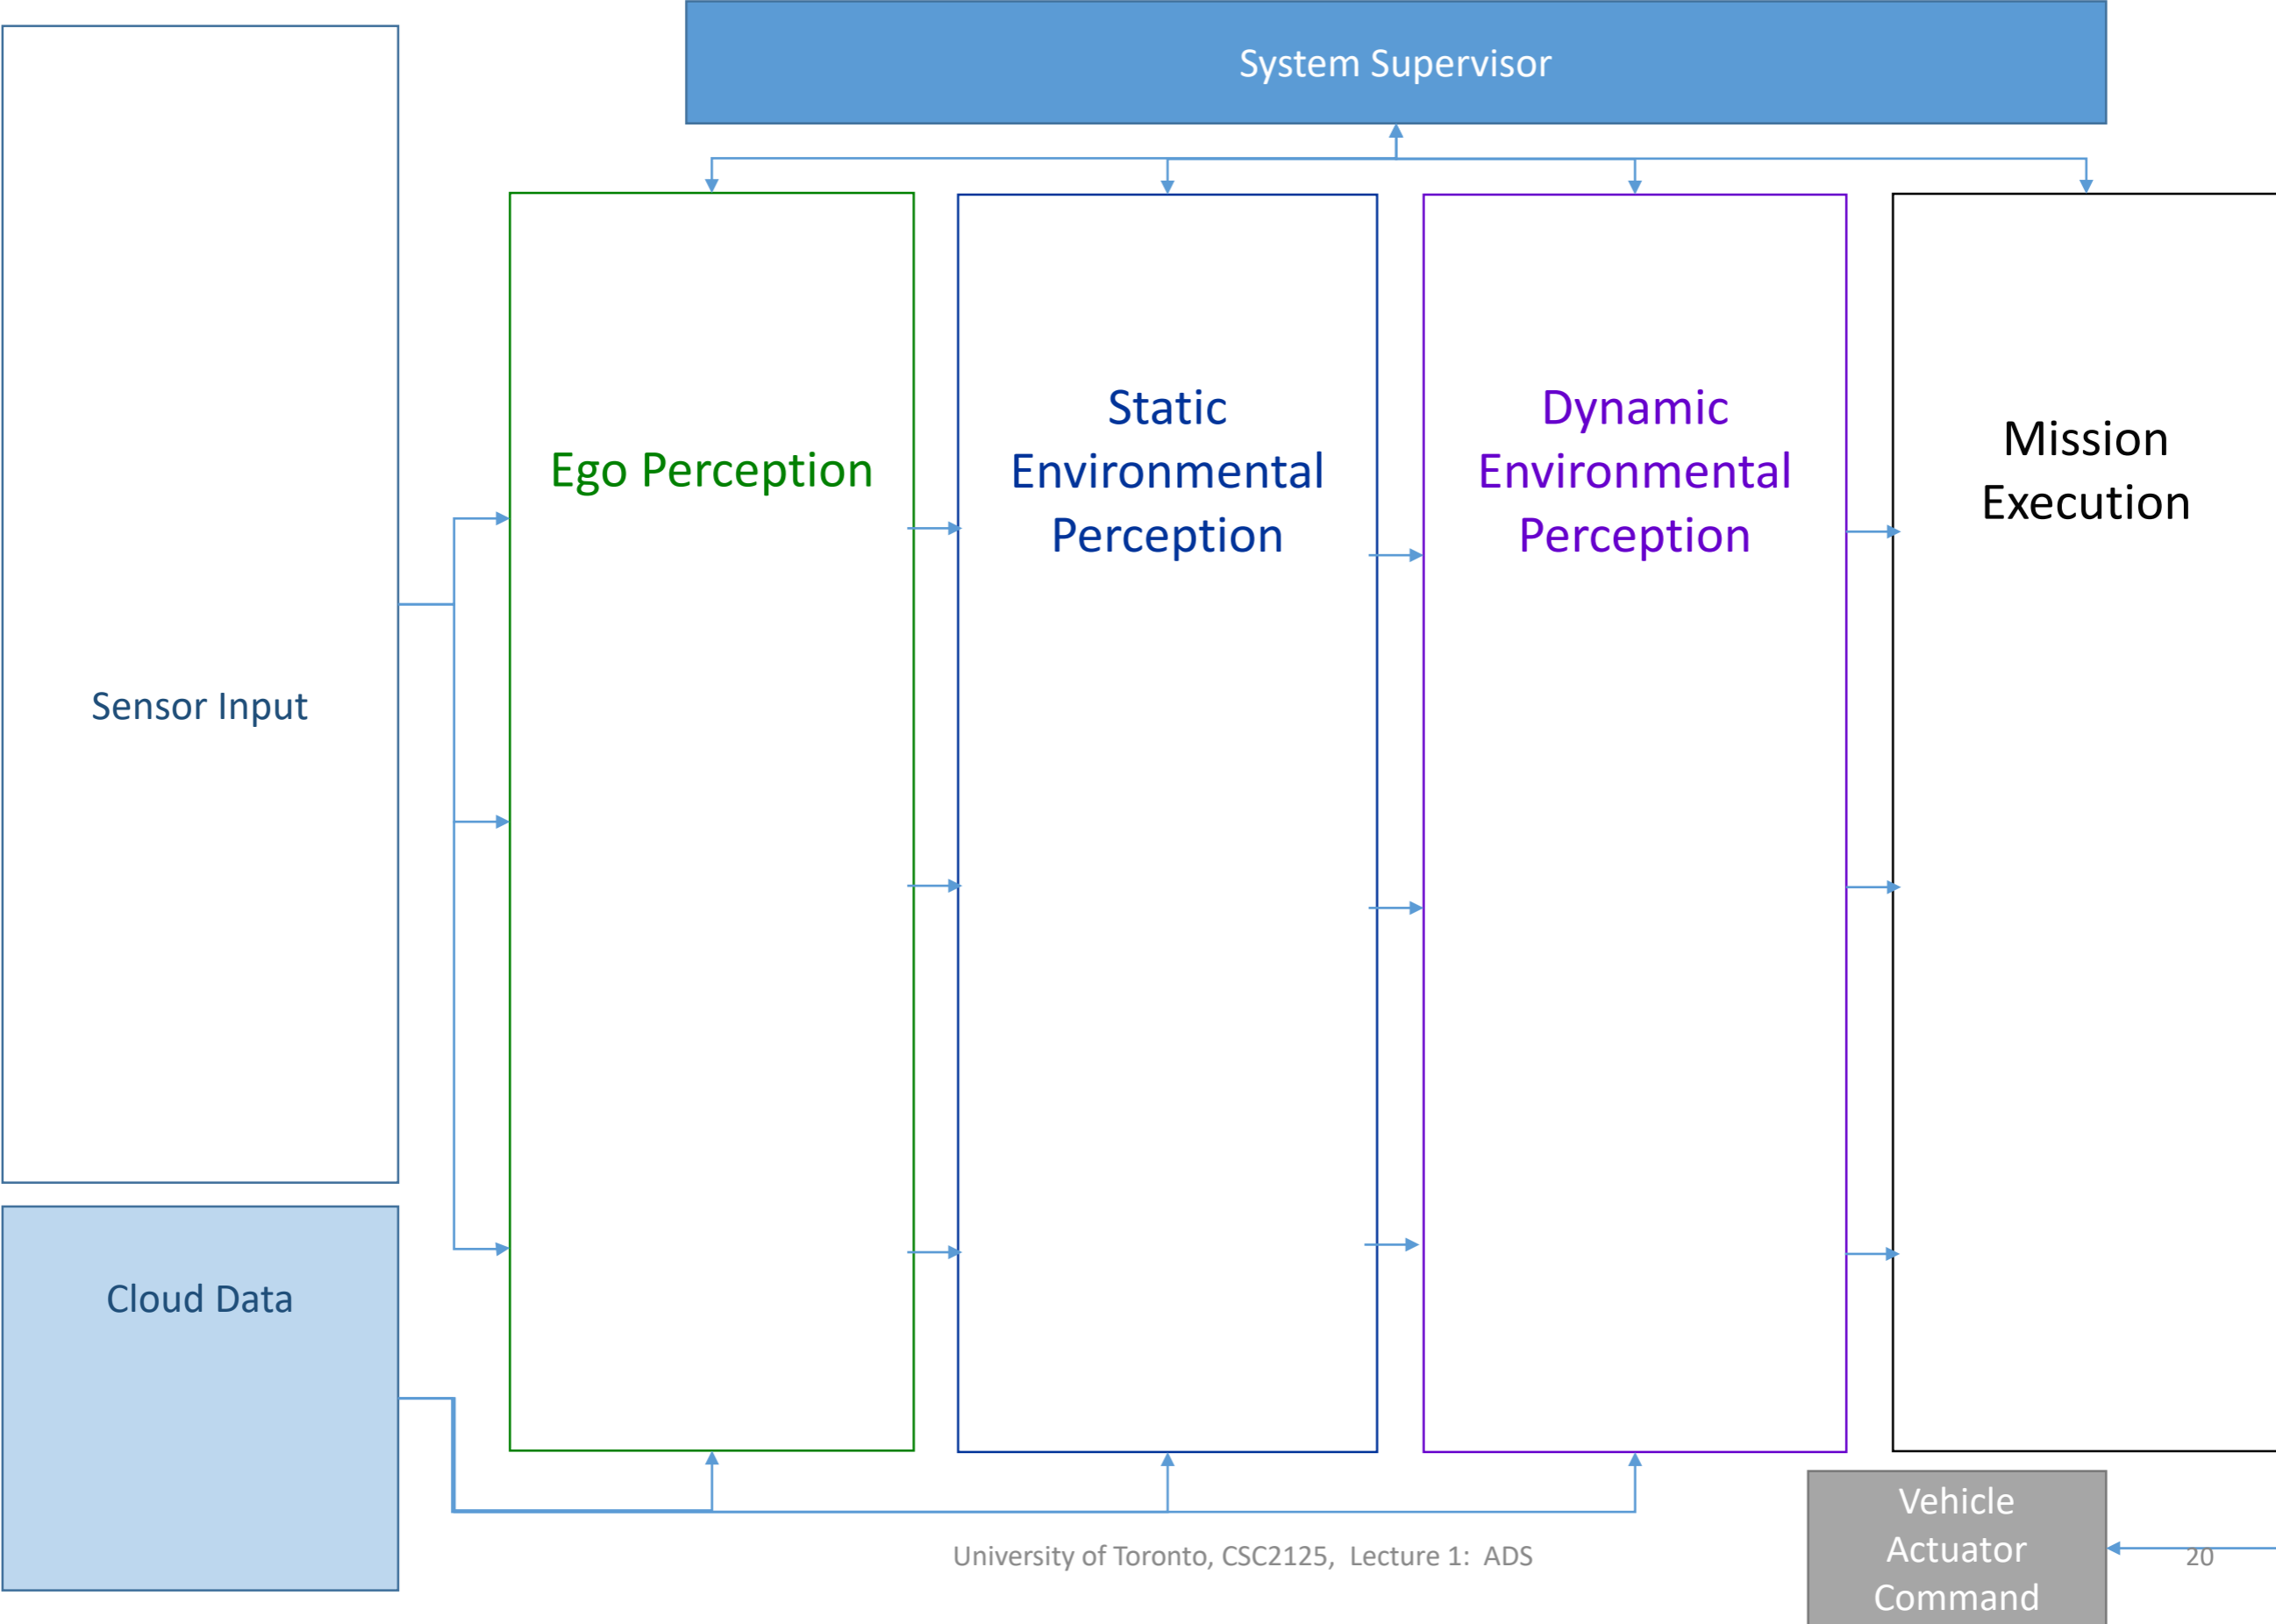 System Supervisor
Sensor Input
Cloud Data
Ego Perception
Static
Environmental
Perception
Dynamic
Environmental
Perception
Mission
Execution
Vehicle
Actuator
Command
University of Toronto, CSC2125, Lecture 1: ADS
20